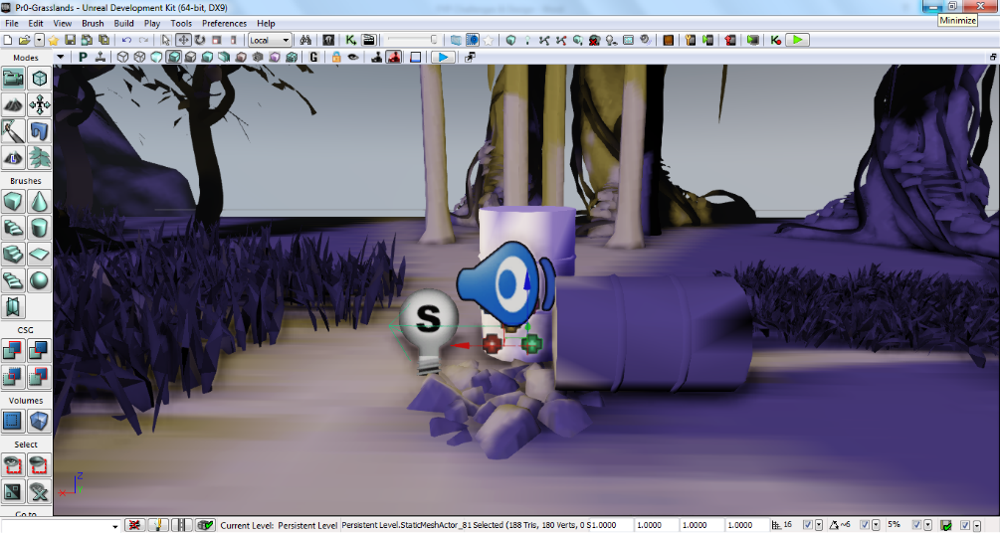 Pr0-Grasslands - Unreal Development Kit (64-bit, DX9)
Minimize
File Edit View Brush Build Play Tools Preferences Help
Local
Modes
P
G
Brushes
CSG
Volumes
Select
Go to
S
Z
Current Level: Persistent Level Persistent Level.StaticMeshActor_81 Selected (188 Tris, 180 Verts, 0 S 1.0000 1.0000 1.0000 1.0000 16 ~6 5%